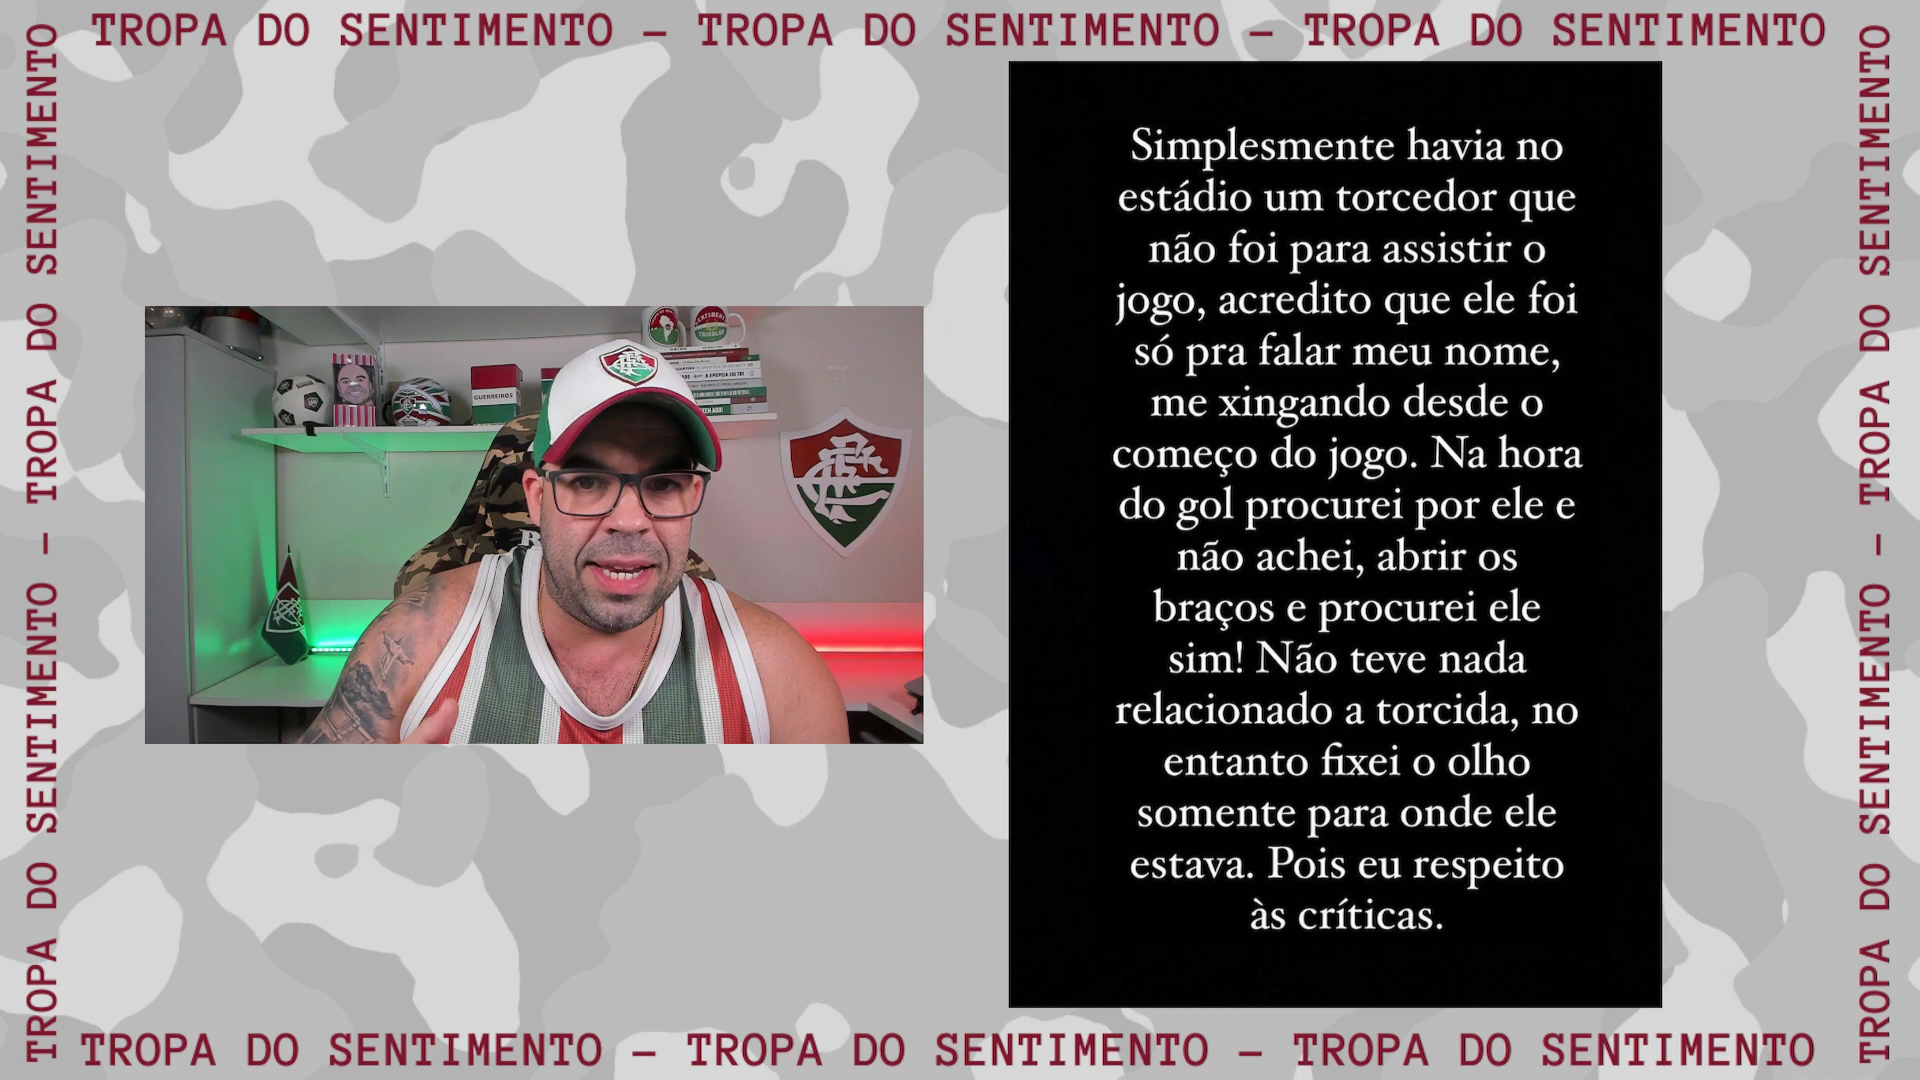 TROPA DO SENTIMENTO – TROPA DO SENTIMENTO – TROPA DO SENTIMENTO
TROPA DO SENTIMENTO – TROPA DO SENTIMENTO
GUERREIROS
Simplesmente havia no
estádio um torcedor que
não foi para assistir o
jogo, acredito que ele foi
só pra falar meu nome,
me xingando desde o
começo do jogo. Na hora
do gol procurei por ele e
não achei, abrir os
braços e procurei ele
sim! Não teve nada
relacionado a torcida, no
entanto fixei o olho
somente para onde ele
estava. Pois eu respeito
às críticas.
TROPA DO SENTIMENTO – TROPA DO SENTIMENTO
TROPA DO SENTIMENTO – TROPA DO SENTIMENTO – TROPA DO SENTIMENTO